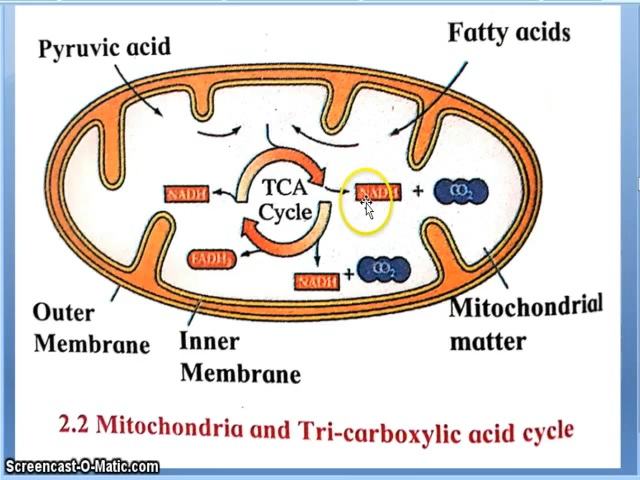 Pyruvic acid
Fatty acids
TCA
Cycle
NADH
NADH + CO2
FADH2
NADH + CO2
Outer
Membrane
Inner
Membrane
Mitochondrial
matter
2.2 Mitochondria and Tri-carboxylic acid cycle
Screencast-O-Matic.com